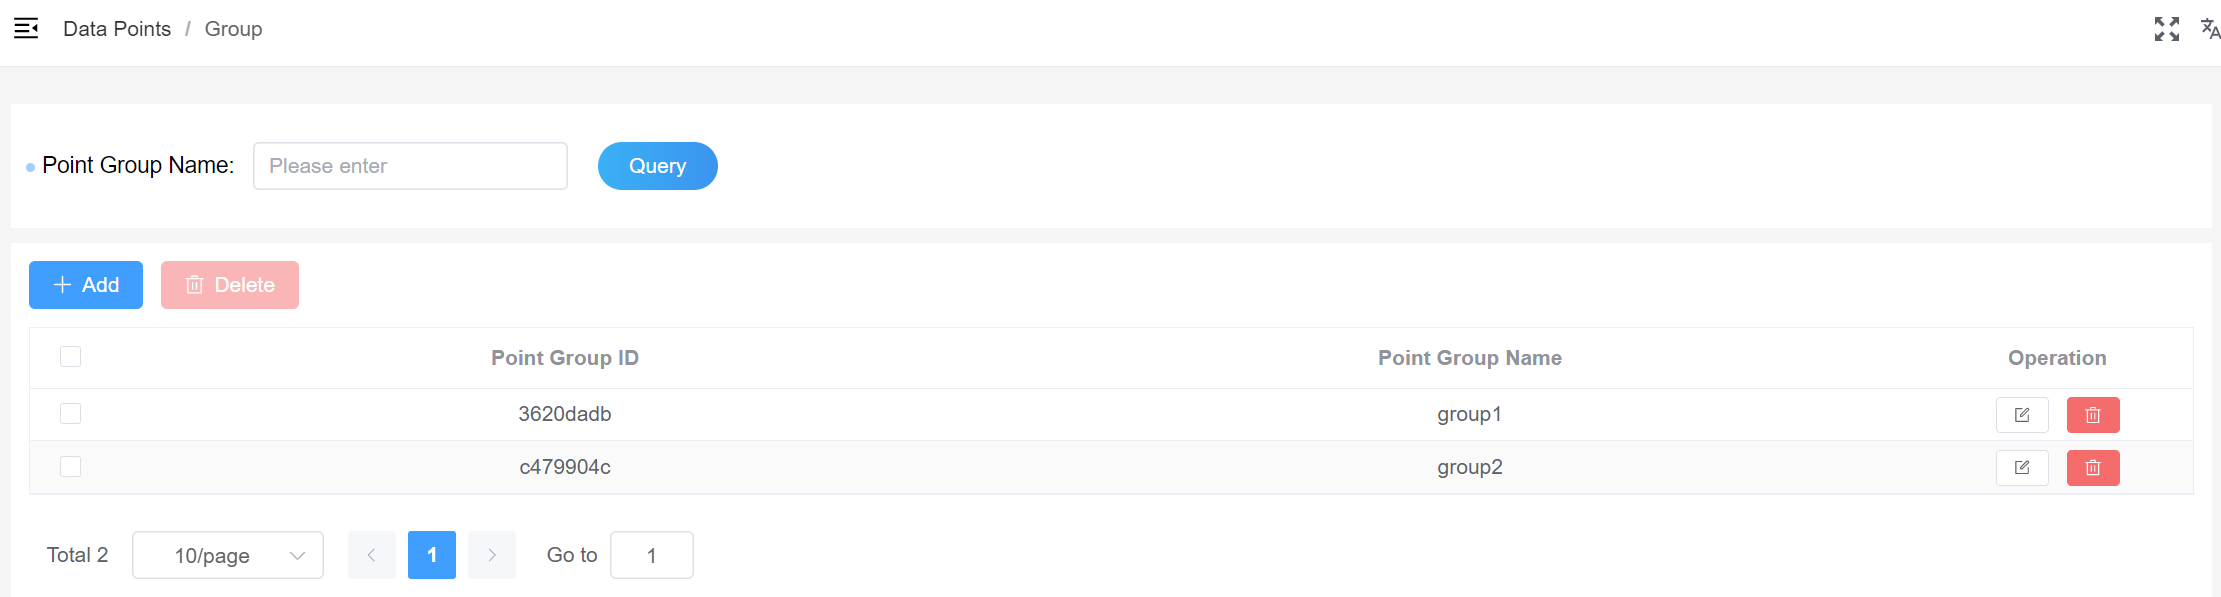 Data Points / Group
Point Group Name: Please enter Query
Add Delete
Point Group ID Point Group Name Operation
3620dadb group1
c479904c group2
Total 2 10/page 1 Go to 1